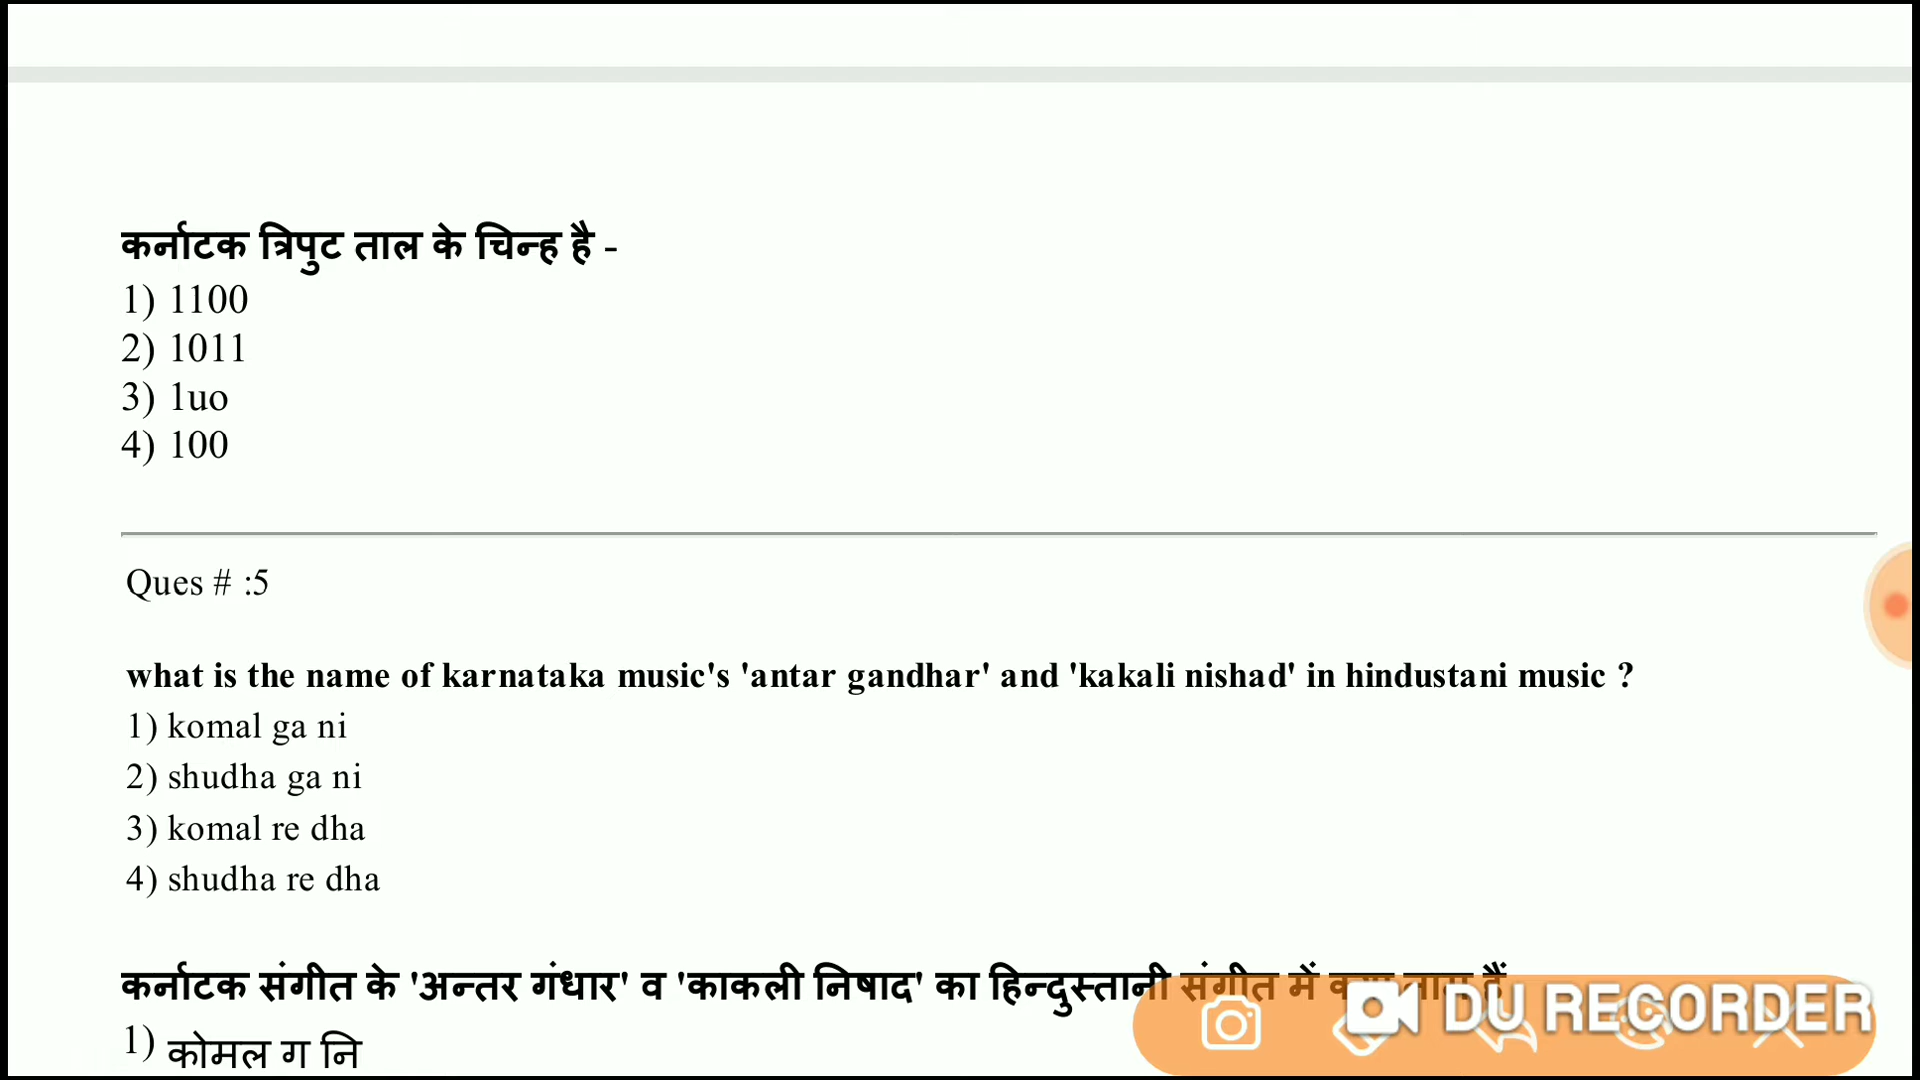 कर्नाटक त्रिपुट ताल के चिन्ह है -
1) 1100
2) 1011
3) 1uo
4) 100
Ques # :5
what is the name of karnataka music's 'antar gandhar' and 'kakali nishad' in hindustani music ?
1) komal ga ni
2) shudha ga ni
3) komal re dha
4) shudha re dha
कर्नाटक संगीत के 'अन्तर गंधार' व 'काकली निषाद' का हिन्दुस्तानी संगीत में
1) कोमल ग नि
DU RECORDER